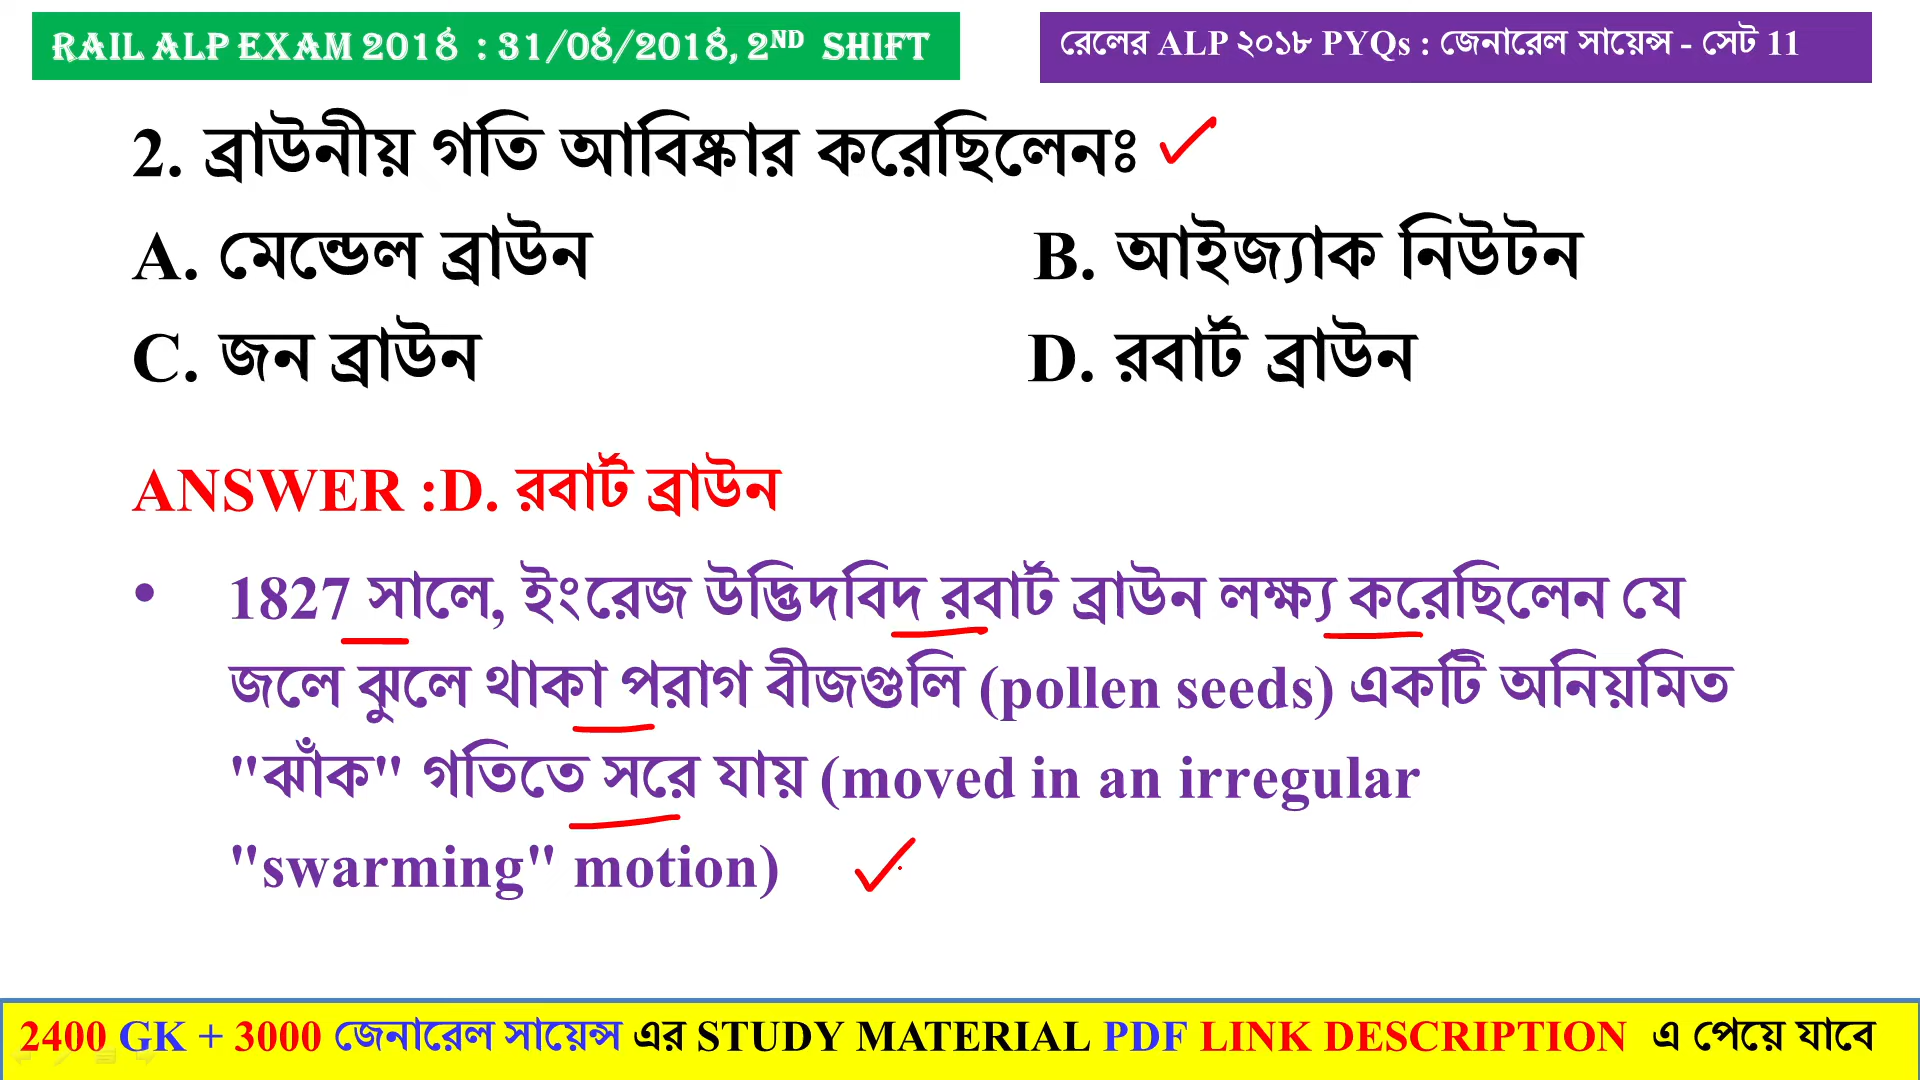 RAIL ALP EXAM 2018 : 31/08/2018, 2ND SHIFT
রেলের ALP ২০১৮ PYQs : জেনারেল সায়েন্স - সেট 11
2. ব্রাউনীয় গতি আবিষ্কার করেছিলেনঃ
A. মেন্ডেল ব্রাউন B. আইজ্যাক নিউটন
C. জন ব্রাউন D. রবার্ট ব্রাউন
ANSWER :D. রবার্ট ব্রাউন
• 1827 সালে, ইংরেজ উদ্ভিদবিদ রবার্ট ব্রাউন লক্ষ্য করেছিলেন যে
জলে ঝুলে থাকা পরাগ বীজগুলি (pollen seeds) একটি অনিয়মিত
"ঝাঁক" গতিতে সরে যায় (moved in an irregular
"swarming" motion)
2400 GK + 3000 জেনারেল সায়েন্স এর STUDY MATERIAL PDF LINK DESCRIPTION এ পেয়ে যাবে